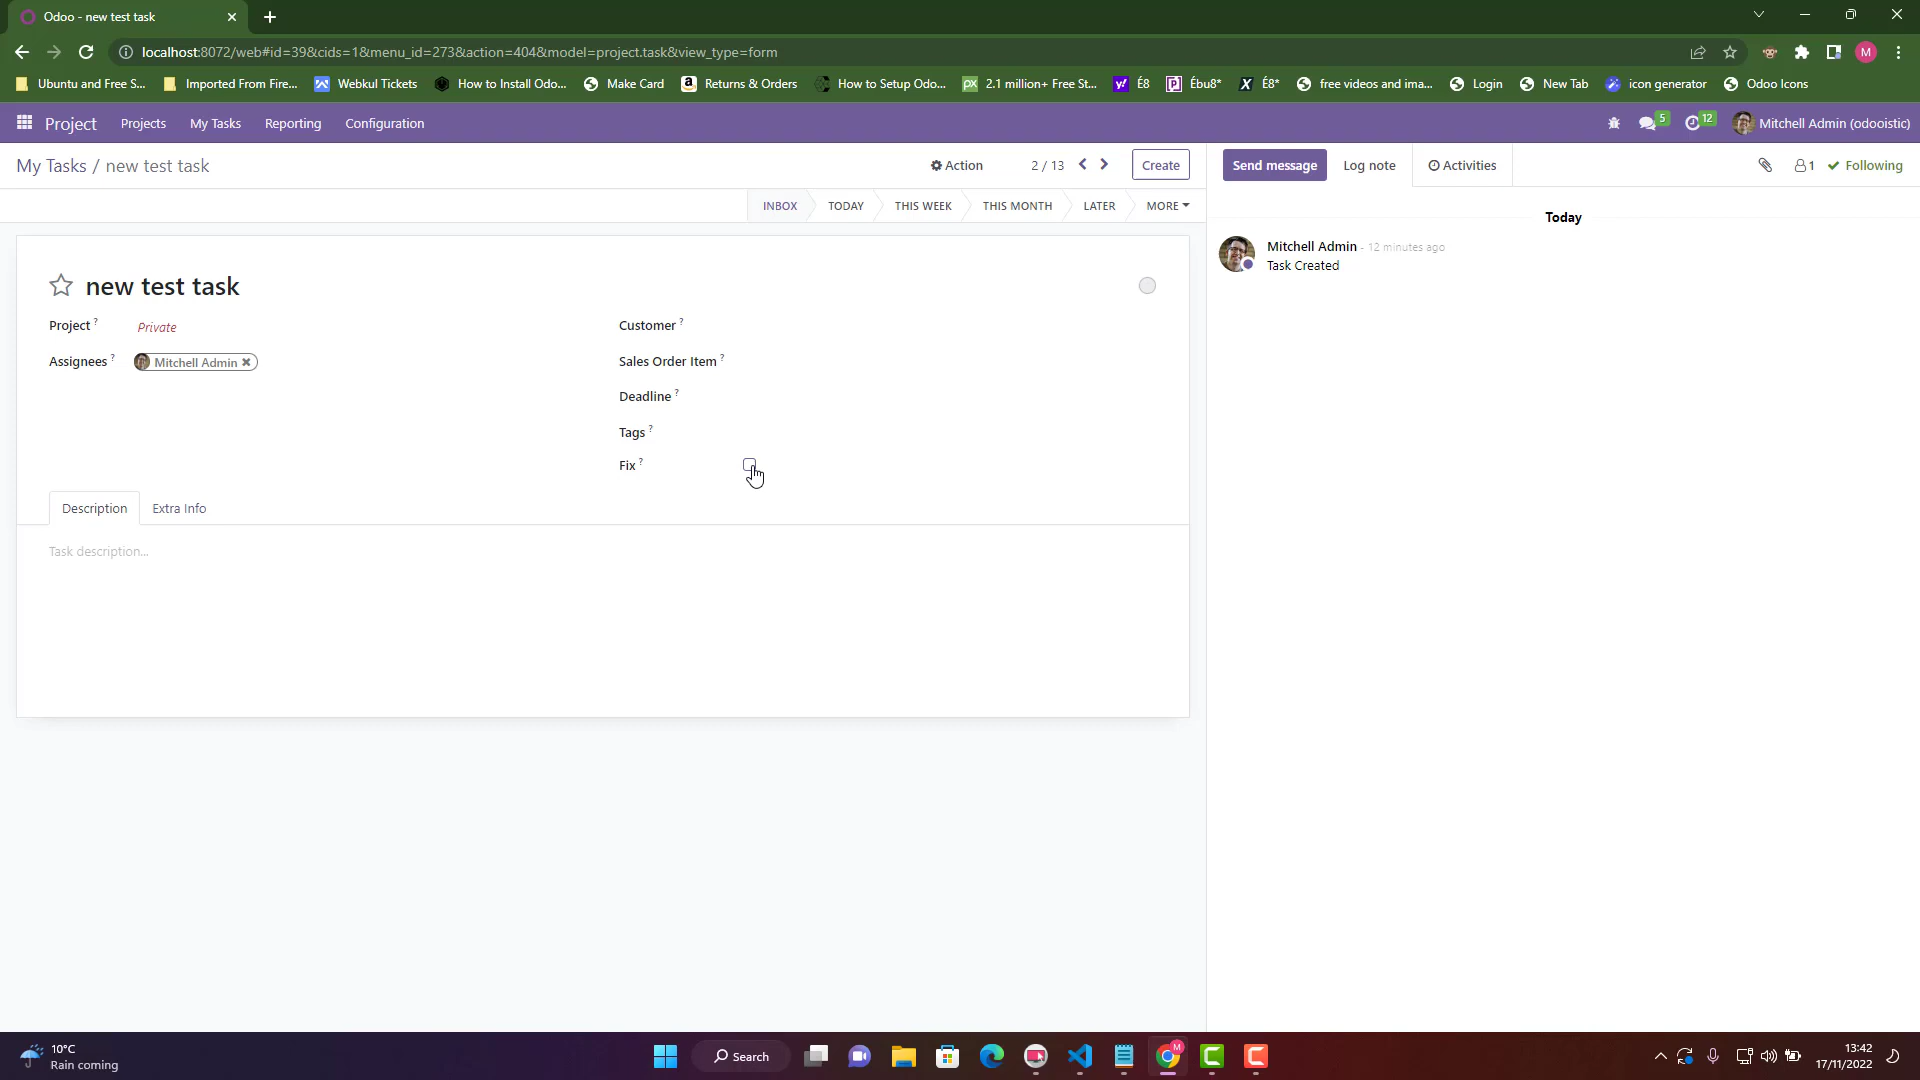 Odoo - new test task
localhost:8072/web#id=39&cids=1&menu_id=273&action=404&model=project.task&view_type=form
M
Ubuntu and Free S...
Imported From Fire...
Webkul Tickets
How to Install Odo...
Make Card
Returns & Orders
How to Setup Odo...
2.1 million+ Free St...
É8
Ébu8*
É8*
free videos and ima...
Login
New Tab
icon generator
Odoo Icons
Project
Projects
My Tasks
Reporting
Configuration
5
12
Mitchell Admin (odooistic)
My Tasks / new test task
Action
2 / 13
Create
Send message
Log note
Activities
1
Following
INBOX
TODAY
THIS WEEK
THIS MONTH
LATER
MORE
Today
Mitchell Admin - 12 minutes ago
Task Created
new test task
Project ?
Private
Assignees ?
Mitchell Admin
Customer ?
Sales Order Item ?
Deadline ?
Tags ?
Fix ?
Description
Extra Info
Task description...
10°C
Rain coming
Search
13:42
17/11/2022